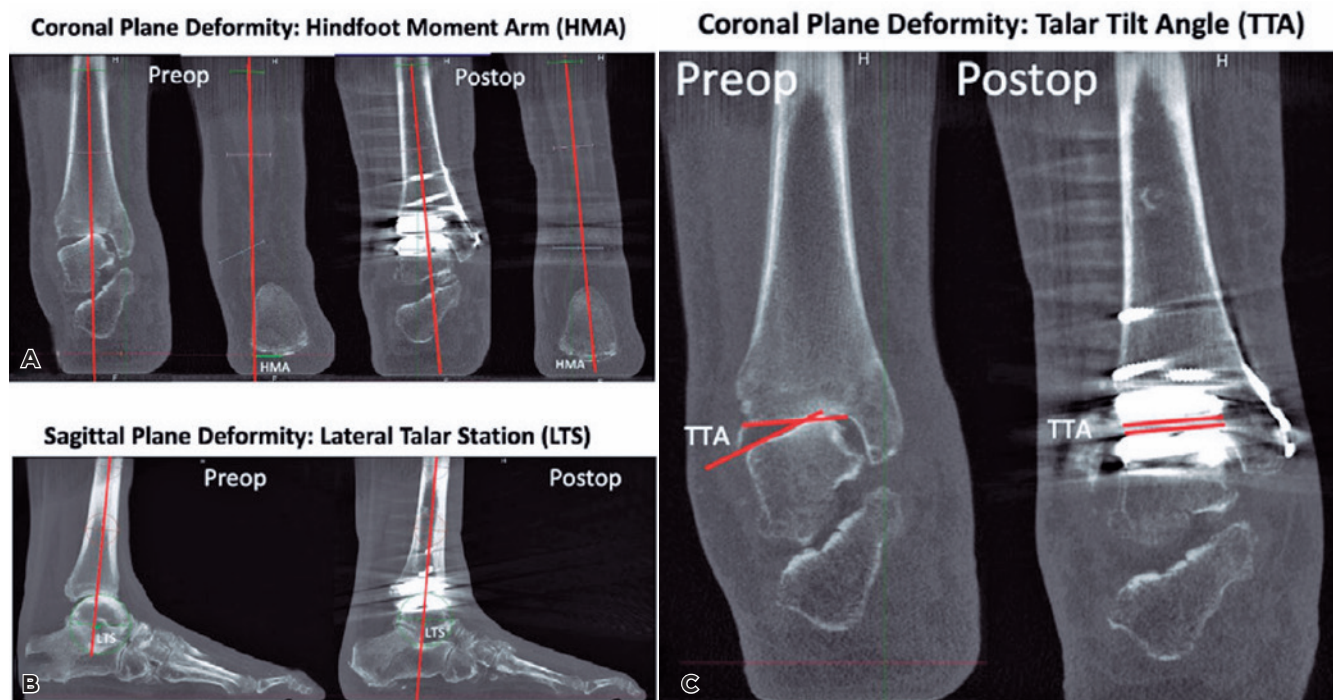 Coronal Plane Deformity: Hindfoot Moment Arm (HMA)
H
Preop
H
H
Postop
H
HMA
HMA
A
Sagittal Plane Deformity: Lateral Talar Station (LTS)
H
Preop
H
Postop
LTS
LTS
B
Coronal Plane Deformity: Talar Tilt Angle (TTA)
Preop
H
Postop
H
TTA
TTA
C